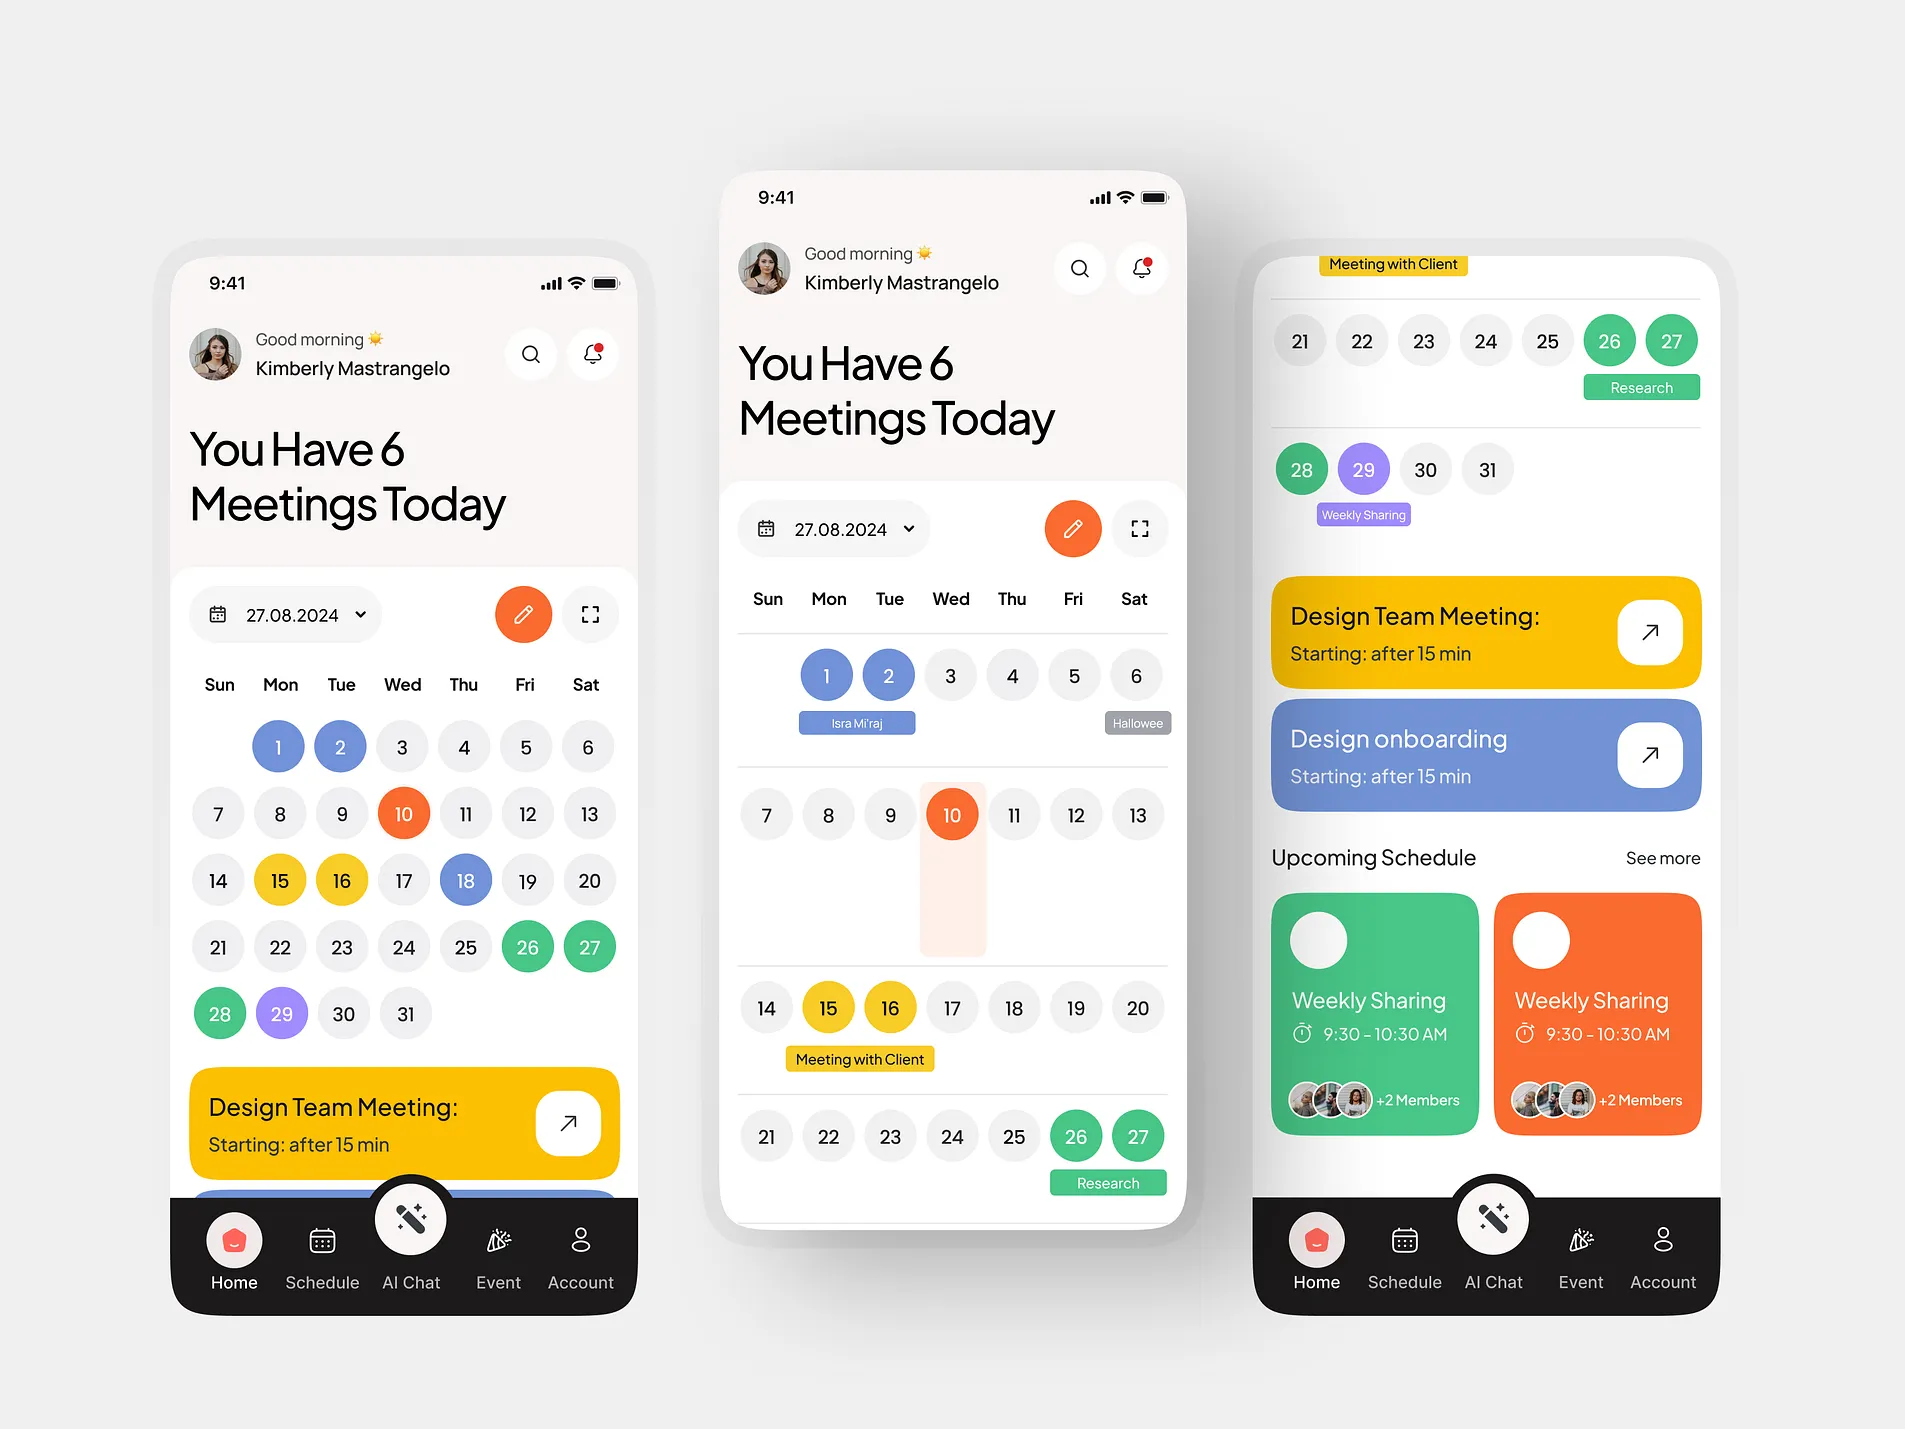 9:41
Good morning ☀️
Kimberly Mastrangelo
You Have 6
Meetings Today
27.08.2024
Sun Mon Tue Wed Thu Fri Sat
1 2 3 4 5 6
7 8 9 10 11 12 13
14 15 16 17 18 19 20
21 22 23 24 25 26 27
28 29 30 31
Design Team Meeting:
Starting: after 15 min
Home Schedule AI Chat Event Account
9:41
Good morning ☀️
Kimberly Mastrangelo
You Have 6
Meetings Today
27.08.2024
Sun Mon Tue Wed Thu Fri Sat
1 2 3 4 5 6
Isra Mi'raj Hallowee
7 8 9 10 11 12 13
14 15 16 17 18 19 20
Meeting with Client
21 22 23 24 25 26 27
Research
Meeting with Client
21 22 23 24 25 26 27
Research
28 29 30 31
Weekly Sharing
Design Team Meeting:
Starting: after 15 min
Design onboarding
Starting: after 15 min
Upcoming Schedule See more
Weekly Sharing
9:30 - 10:30 AM
+2 Members
Weekly Sharing
9:30 - 10:30 AM
+2 Members
Home Schedule AI Chat Event Account